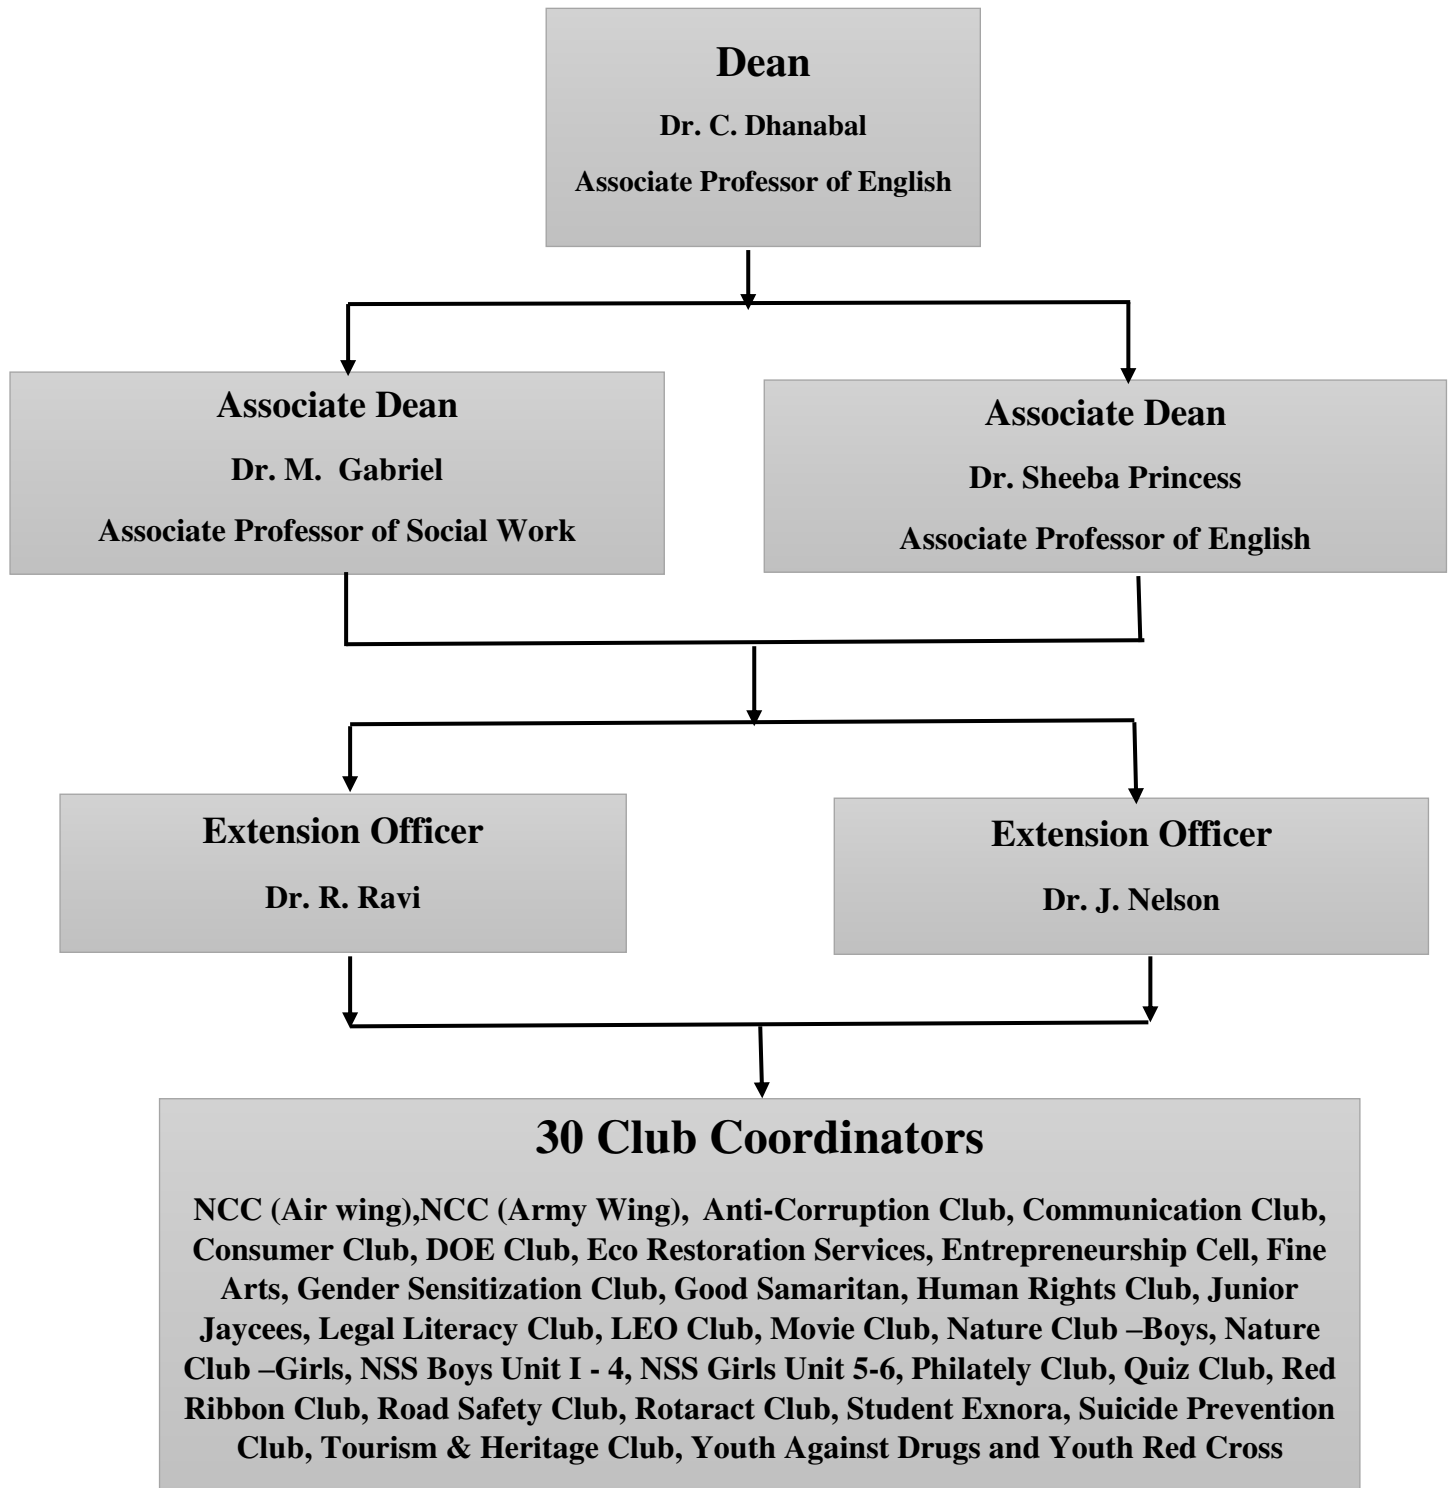 Dean
Dr. C. Dhanabal
Associate Professor of English
Associate Dean
Dr. M.  Gabriel
Associate Professor of Social Work
Associate Dean
Dr. Sheeba Princess
Associate Professor of English
Extension Officer
Dr. R. Ravi
Extension Officer
Dr. J. Nelson
30 Club Coordinators
NCC (Air wing),NCC (Army Wing),  Anti-Corruption Club, Communication Club,
Consumer Club, DOE Club, Eco Restoration Services, Entrepreneurship Cell, Fine
Arts, Gender Sensitization Club, Good Samaritan, Human Rights Club, Junior
Jaycees, Legal Literacy Club, LEO Club, Movie Club, Nature Club –Boys, Nature
Club –Girls, NSS Boys Unit I - 4, NSS Girls Unit 5-6, Philately Club, Quiz Club, Red
Ribbon Club, Road Safety Club, Rotaract Club, Student Exnora, Suicide Prevention
Club, Tourism & Heritage Club, Youth Against Drugs and Youth Red Cross